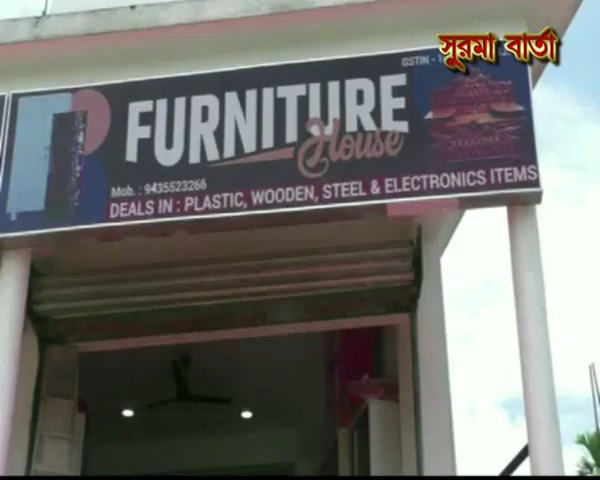 সুরমা বার্তা
GSTIN -
FURNITURE
House
Mob. : 9435523266
DEALS IN : PLASTIC, WOODEN, STEEL & ELECTRONICS ITEMS